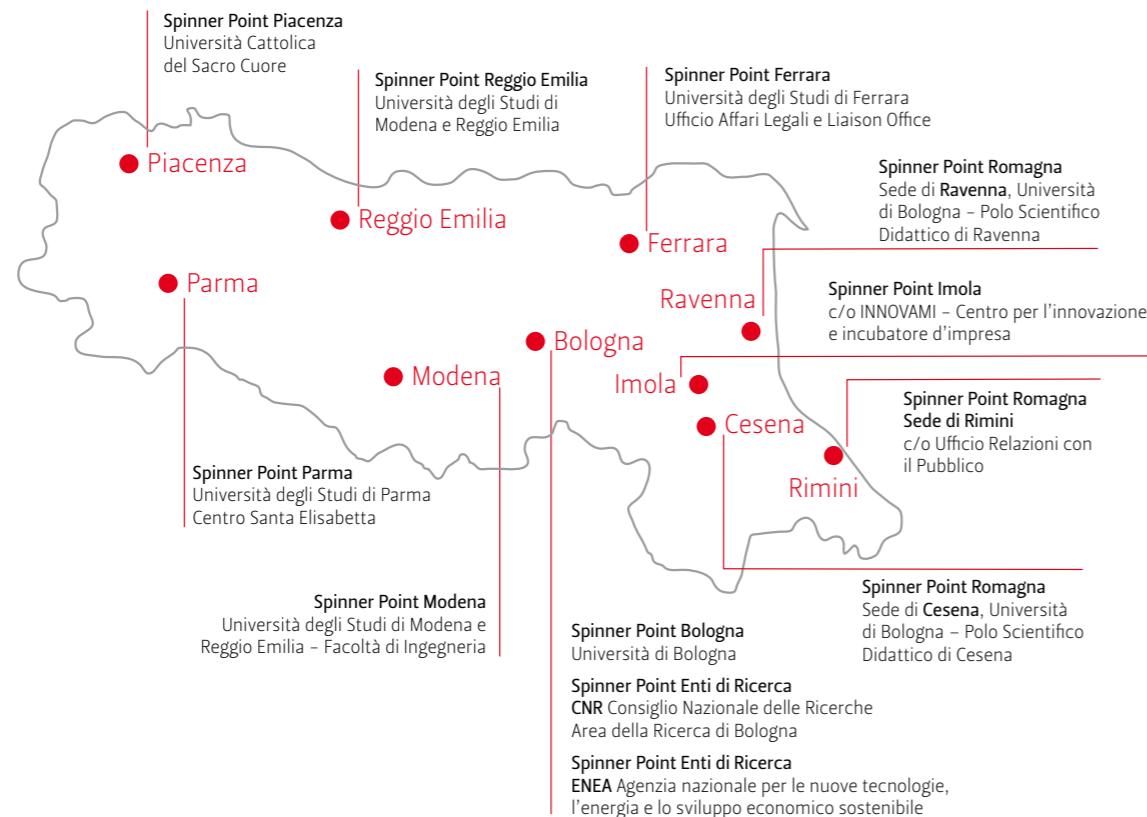 Spinner Point Piacenza
Università Cattolica
del Sacro Cuore
Spinner Point Reggio Emilia
Università degli Studi di
Modena e Reggio Emilia
Spinner Point Ferrara
Università degli Studi di Ferrara
Ufficio Affari Legali e Liaison Office
Piacenza
Reggio Emilia
Ferrara
Spinner Point Romagna
Sede di Ravenna, Università
di Bologna – Polo Scientifico
Didattico di Ravenna
Parma
Ravenna
Spinner Point Imola
c/o INNOVAMI – Centro per l'innovazione
e incubatore d'impresa
Bologna
Modena
Imola
Cesena
Spinner Point Romagna
Sede di Rimini
c/o Ufficio Relazioni con
il Pubblico
Rimini
Spinner Point Parma
Università degli Studi di Parma
Centro Santa Elisabetta
Spinner Point Modena
Università degli Studi di Modena e
Reggio Emilia – Facoltà di Ingegneria
Spinner Point Bologna
Università di Bologna
Spinner Point Enti di Ricerca
CNR Consiglio Nazionale delle Ricerche
Area della Ricerca di Bologna
Spinner Point Enti di Ricerca
ENEA Agenzia nazionale per le nuove tecnologie,
l'energia e lo sviluppo economico sostenibile
Spinner Point Romagna
Sede di Cesena, Università
di Bologna – Polo Scientifico
Didattico di Cesena